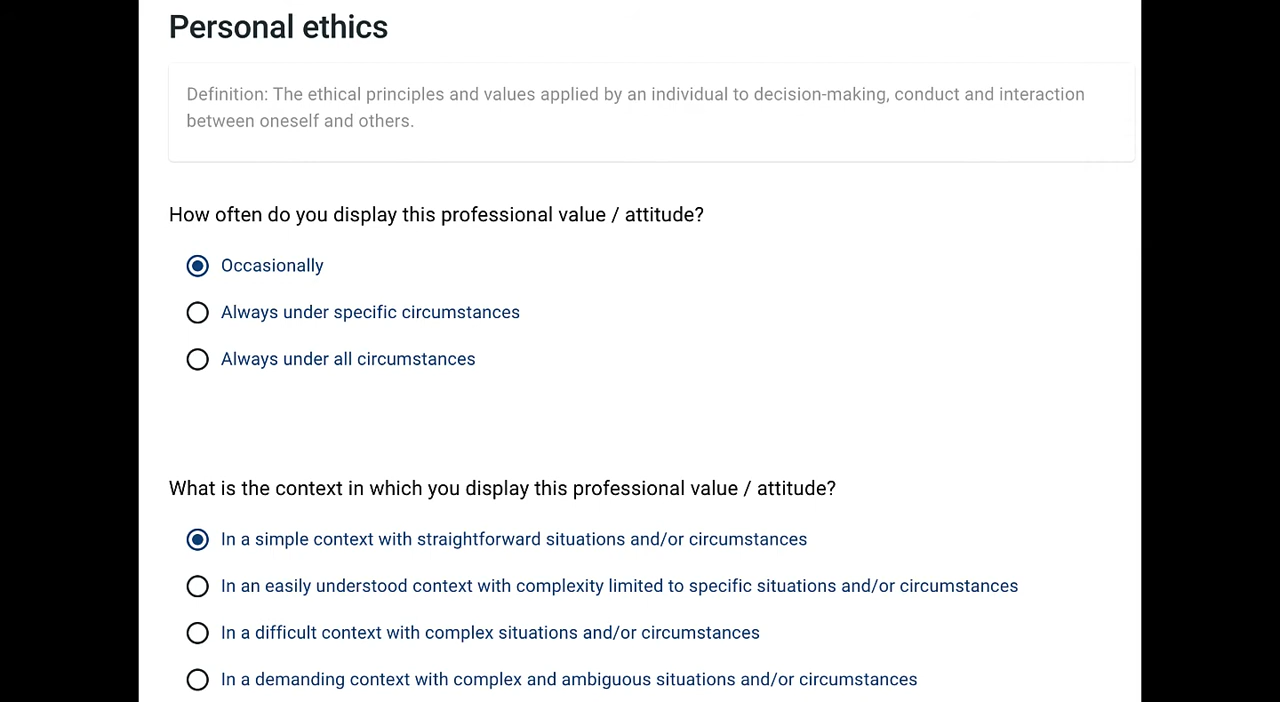 Personal ethics
Definition: The ethical principles and values applied by an individual to decision-making, conduct and interaction
between oneself and others.
How often do you display this professional value / attitude?
Occasionally
Always under specific circumstances
Always under all circumstances
What is the context in which you display this professional value / attitude?
In a simple context with straightforward situations and/or circumstances
In an easily understood context with complexity limited to specific situations and/or circumstances
In a difficult context with complex situations and/or circumstances
In a demanding context with complex and ambiguous situations and/or circumstances